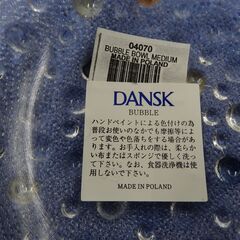 04070
BUBBLE BOWL MEDIUM
MADE IN POLAND
DANSK
BUBBLE
ハンドペイントによる色付けの為
普段お使いのなかでも摩擦等によ
って変色や色落ちをする場合があり
ます。お手入れの際は、柔らか
い布またはスポンジで優しく洗っ
て下さい。なお、食器洗浄機は使
用しないで下さい。
MADE IN POLAND